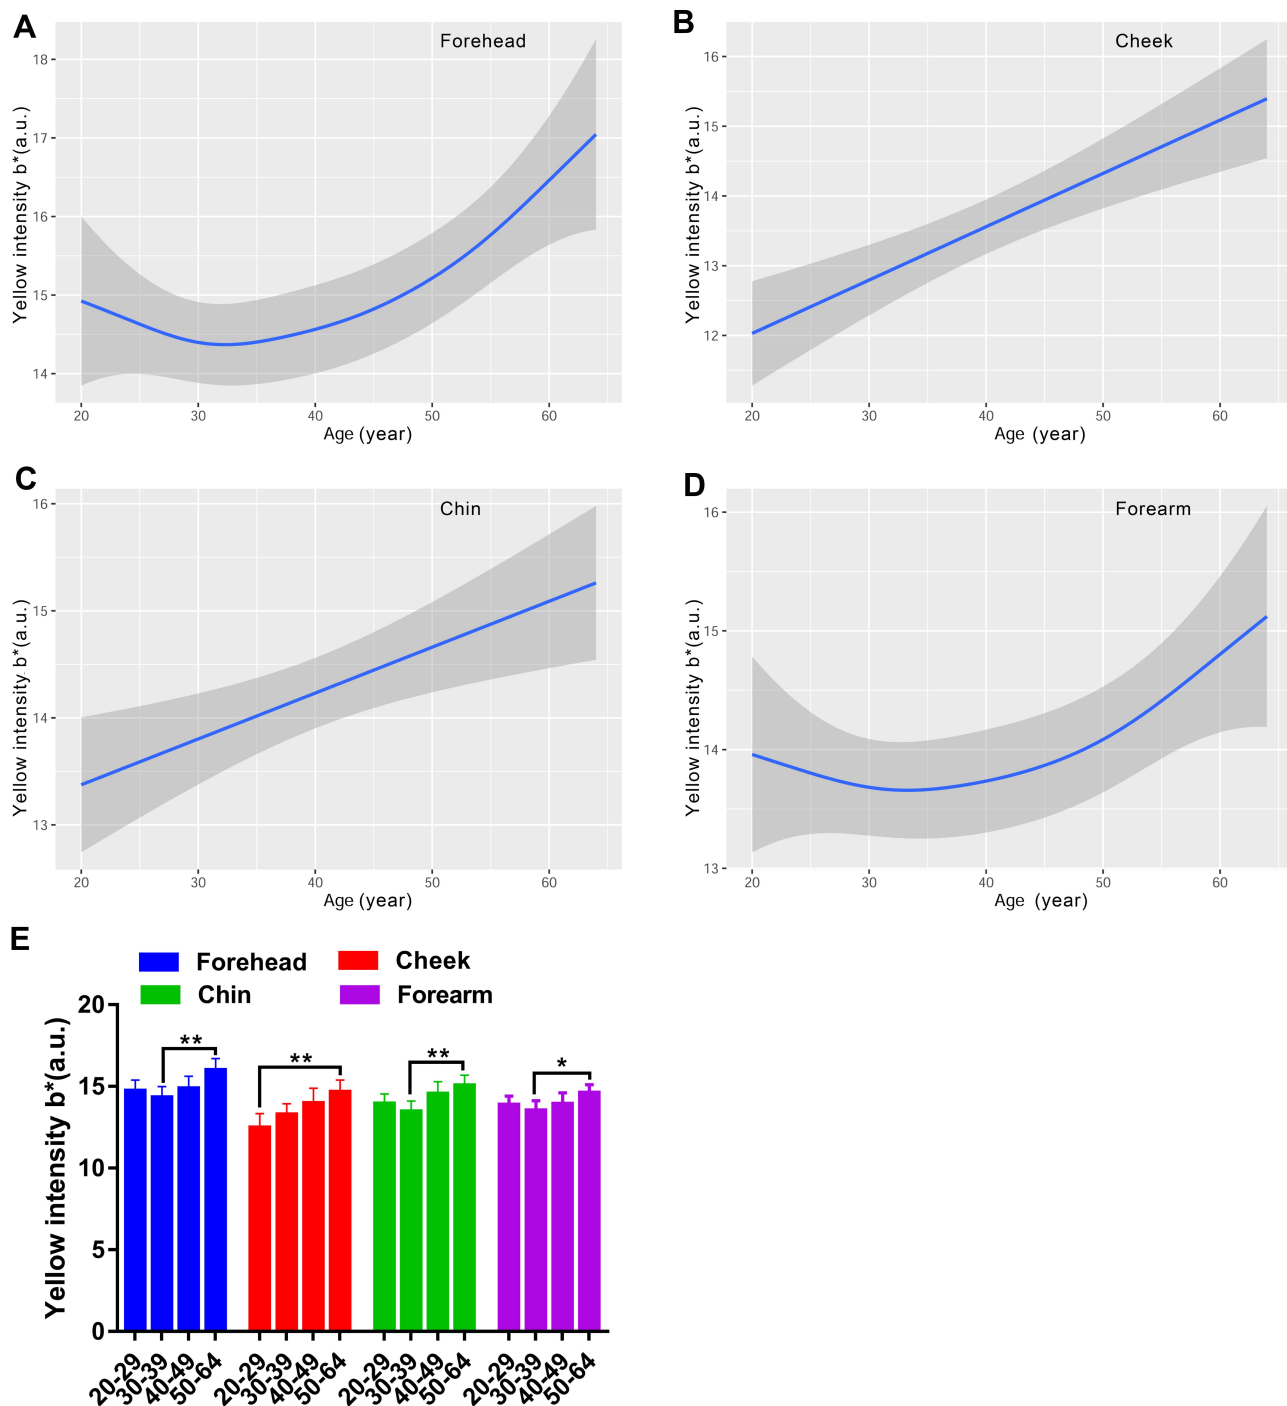 A
Forehead
Yellow intensity b*(a.u.)
18
17
16
15
14
20 30 40 50 60
Age (year)
B
Cheek
Yellow intensity b*(a.u.)
16
15
14
13
12
20 30 40 50 60
Age (year)
C
Chin
Yellow intensity b*(a.u.)
16
15
14
13
20 30 40 50 60
Age (year)
D
Forearm
Yellow intensity b*(a.u.)
16
15
14
13
20 30 40 50 60
Age (year)
E
Forehead Cheek
Chin Forearm
Yellow intensity b*(a.u.)
20
15
10
5
0
** ** ** *
20-29 30-39 40-49 50-64 20-29 30-39 40-49 50-64 20-29 30-39 40-49 50-64 20-29 30-39 40-49 50-64